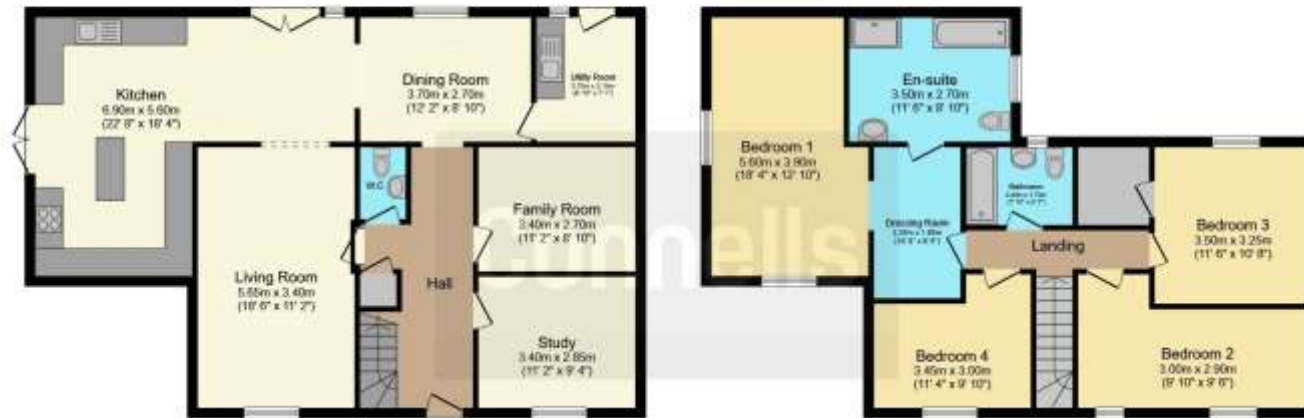 Kitchen
6.90m x 5.60m
(22' 8" x 18' 4")
Dining Room
3.70m x 2.70m
(12' 2" x 8' 10")
Utility Room
W.C.
Living Room
5.65m x 3.40m
(18' 6" x 11' 2")
Hall
Family Room
3.40m x 2.70m
(11' 2" x 8' 10")
Study
3.40m x 2.85m
(11' 2" x 9' 4")
Connells
Bedroom 1
5.60m x 3.90m
(18' 4" x 12' 10")
En-suite
3.50m x 2.70m
(11' 6" x 8' 10")
Dressing Room
Bathroom
Landing
Bedroom 3
3.50m x 3.25m
(11' 6" x 10' 8")
Bedroom 4
3.45m x 3.00m
(11' 4" x 9' 10")
Bedroom 2
3.00m x 2.90m
(9' 10" x 9' 6")